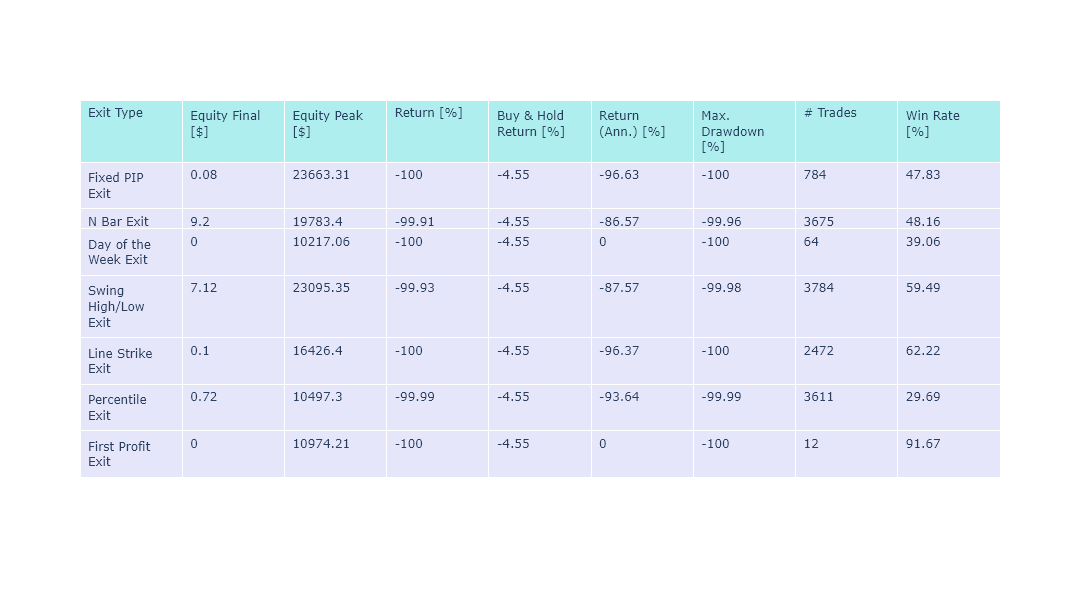 Exit Type Equity Final [$] Equity Peak [$] Return [%] Buy & Hold Return [%] Return (Ann.) [%] Max. Drawdown [%] # Trades Win Rate [%]
Fixed PIP Exit 0.08 23663.31 -100 -4.55 -96.63 -100 784 47.83
N Bar Exit 9.2 19783.4 -99.91 -4.55 -86.57 -99.96 3675 48.16
Day of the Week Exit 0 10217.06 -100 -4.55 0 -100 64 39.06
Swing High/Low Exit 7.12 23095.35 -99.93 -4.55 -87.57 -99.98 3784 59.49
Line Strike Exit 0.1 16426.4 -100 -4.55 -96.37 -100 2472 62.22
Percentile Exit 0.72 10497.3 -99.99 -4.55 -93.64 -99.99 3611 29.69
First Profit Exit 0 10974.21 -100 -4.55 0 -100 12 91.67